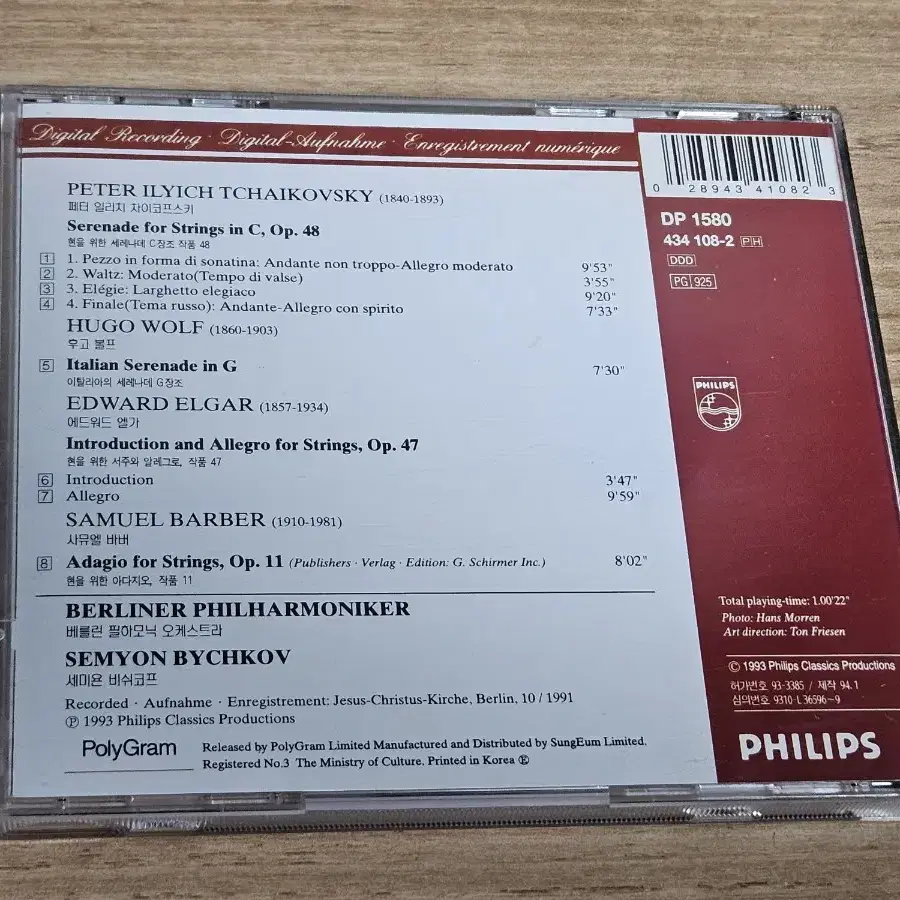 Digital Recording · Digital-Aufnahme · Enregistrement numérique
PETER ILYICH TCHAIKOVSKY (1840-1893)
페터 일리치 차이코프스키
Serenade for Strings in C, Op. 48
현을 위한 세레나데 C장조 작품 48
1 1. Pezzo in forma di sonatina: Andante non troppo-Allegro moderato 9'53"
2 2. Waltz: Moderato(Tempo di valse) 3'55"
3 3. Elégie: Larghetto elegiaco 9'20"
4 4. Finale(Tema russo): Andante-Allegro con spirito 7'33"
HUGO WOLF (1860-1903)
후고 볼프
5 Italian Serenade in G 7'30"
이탈리아의 세레나데 G장조
EDWARD ELGAR (1857-1934)
에드워드 엘가
Introduction and Allegro for Strings, Op. 47
현을 위한 서주와 알레그로, 작품 47
6 Introduction 3'47"
7 Allegro 9'59"
SAMUEL BARBER (1910-1981)
사뮤엘 바버
8 Adagio for Strings, Op. 11 (Publishers · Verlag · Edition: G. Schirmer Inc.) 8'02"
현을 위한 아다지오, 작품 11
BERLINER PHILHARMONIKER
베를린 필하모닉 오케스트라
SEMYON BYCHKOV
세미욘 비쉬코프
Recorded · Aufnahme · Enregistrement: Jesus-Christus-Kirche, Berlin, 10 / 1991
℗ 1993 Philips Classics Productions
PolyGram
Released by PolyGram Limited Manufactured and Distributed by SungEum Limited.
Registered No.3 The Ministry of Culture. Printed in Korea Ⓔ
0 28943 41082 3
DP 1580
434 108-2 PH
DDD
PG 925
PHILIPS
Total playing-time: 1.00'22"
Photo: Hans Morren
Art direction: Ton Friesen
© 1993 Philips Classics Productions
허가번호 93-3385 / 제작 94.1
심의번호 9310-L36596~9
PHILIPS